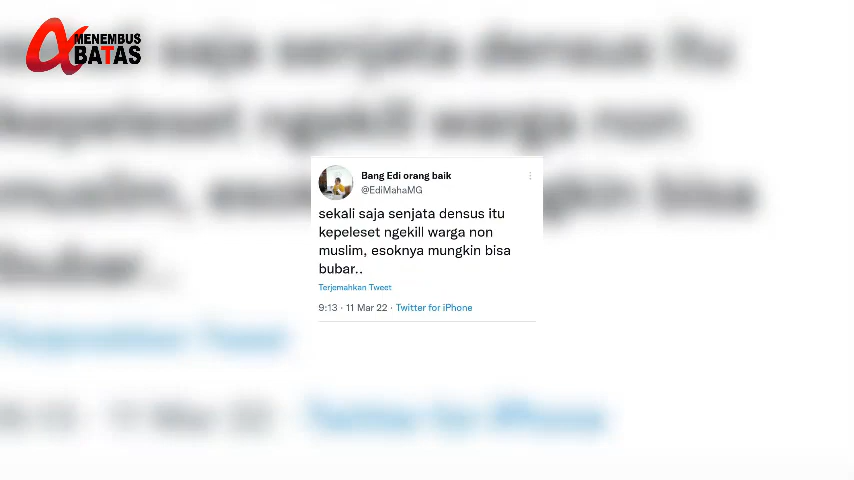 MENEMBUS
BATAS
Bang Edi orang baik
@EdiMahaMG
sekali saja senjata densus itu
kepeleset ngekill warga non
muslim, esoknya mungkin bisa
bubar..
Terjemahkan Tweet
9:13 · 11 Mar 22 · Twitter for iPhone